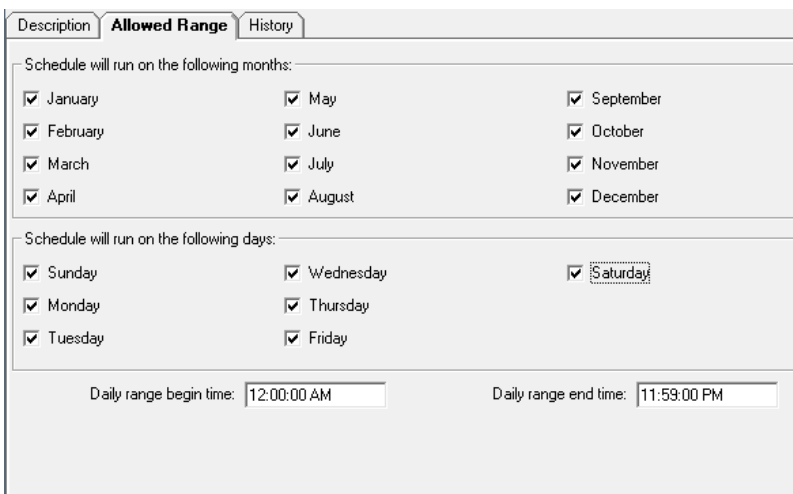 Description Allowed Range History
Schedule will run on the following months:
January May September
February June October
March July November
April August December
Schedule will run on the following days:
Sunday Wednesday Saturday
Monday Thursday
Tuesday Friday
Daily range begin time: 12:00:00 AM Daily range end time: 11:59:00 PM